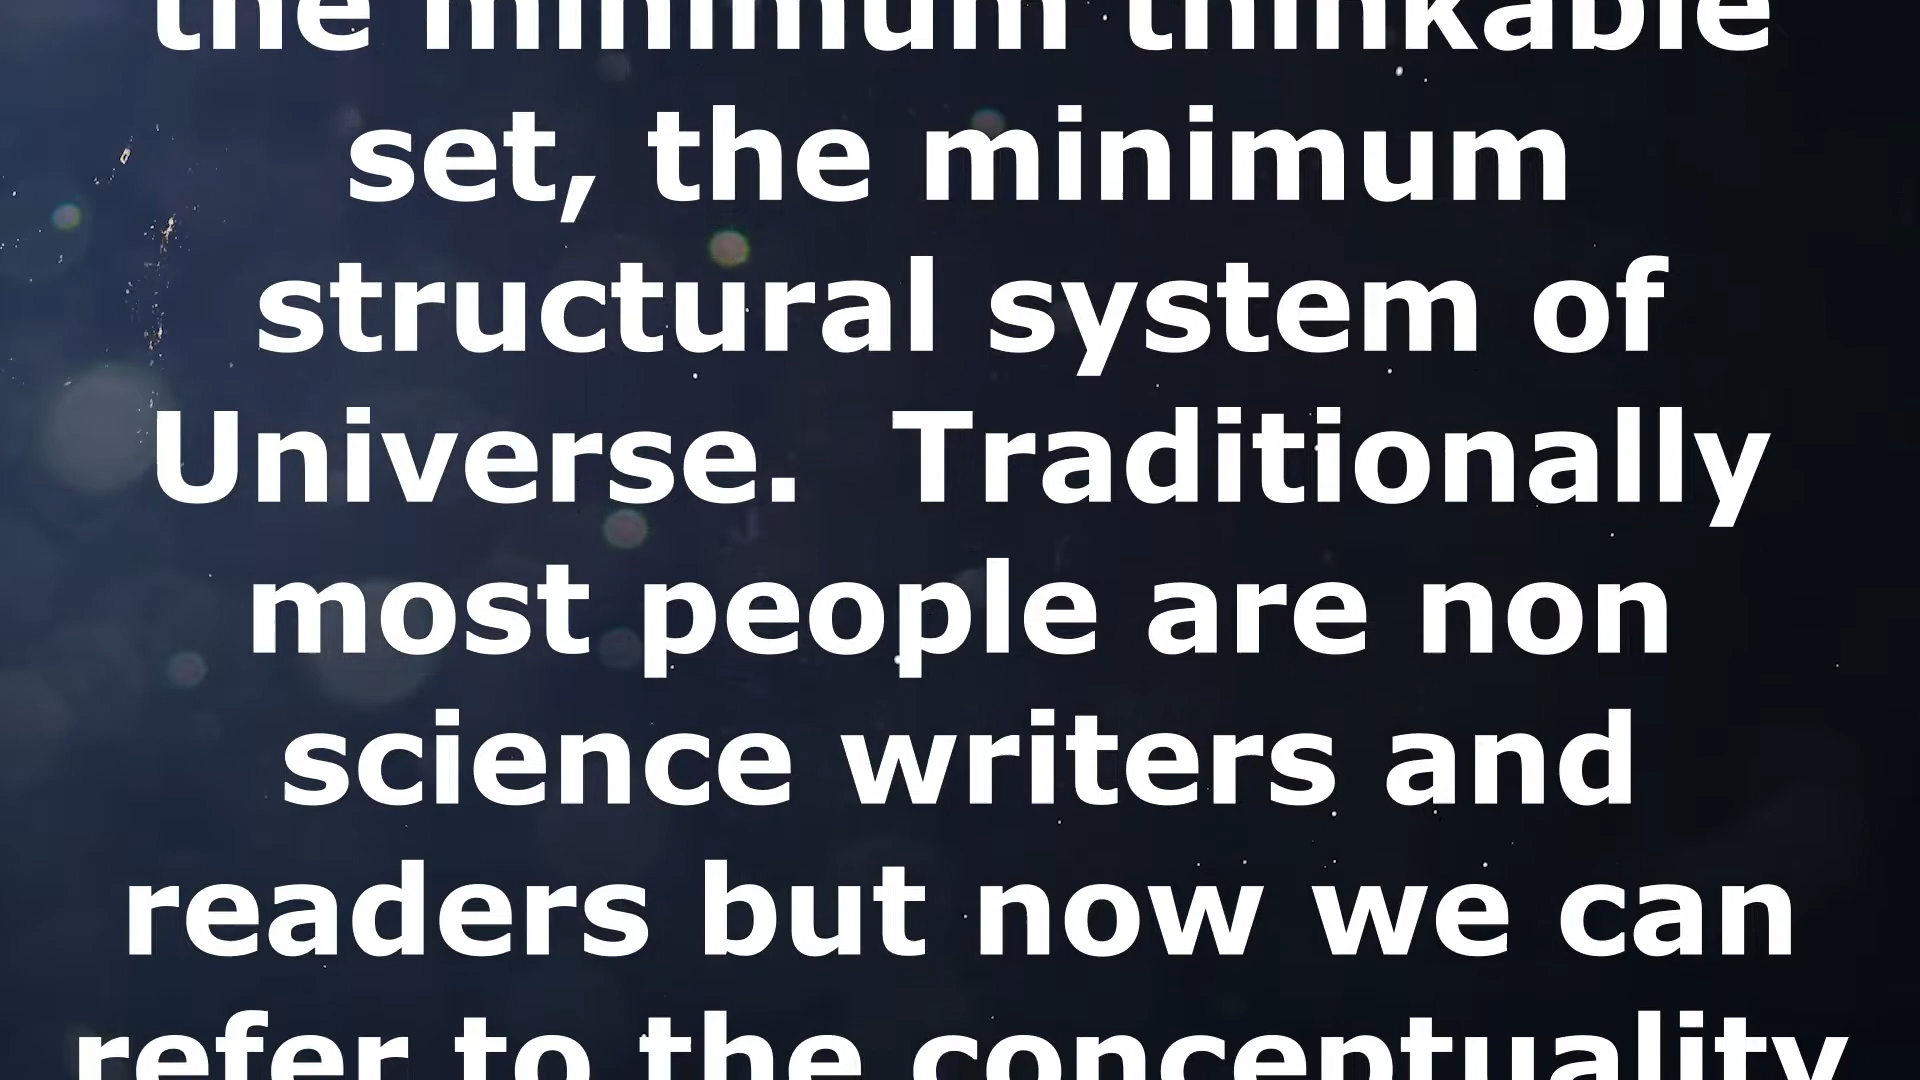 the minimum thinkable
set, the minimum
structural system of
Universe.  Traditionally
most people are non
science writers and
readers but now we can
refer to the conceptuality